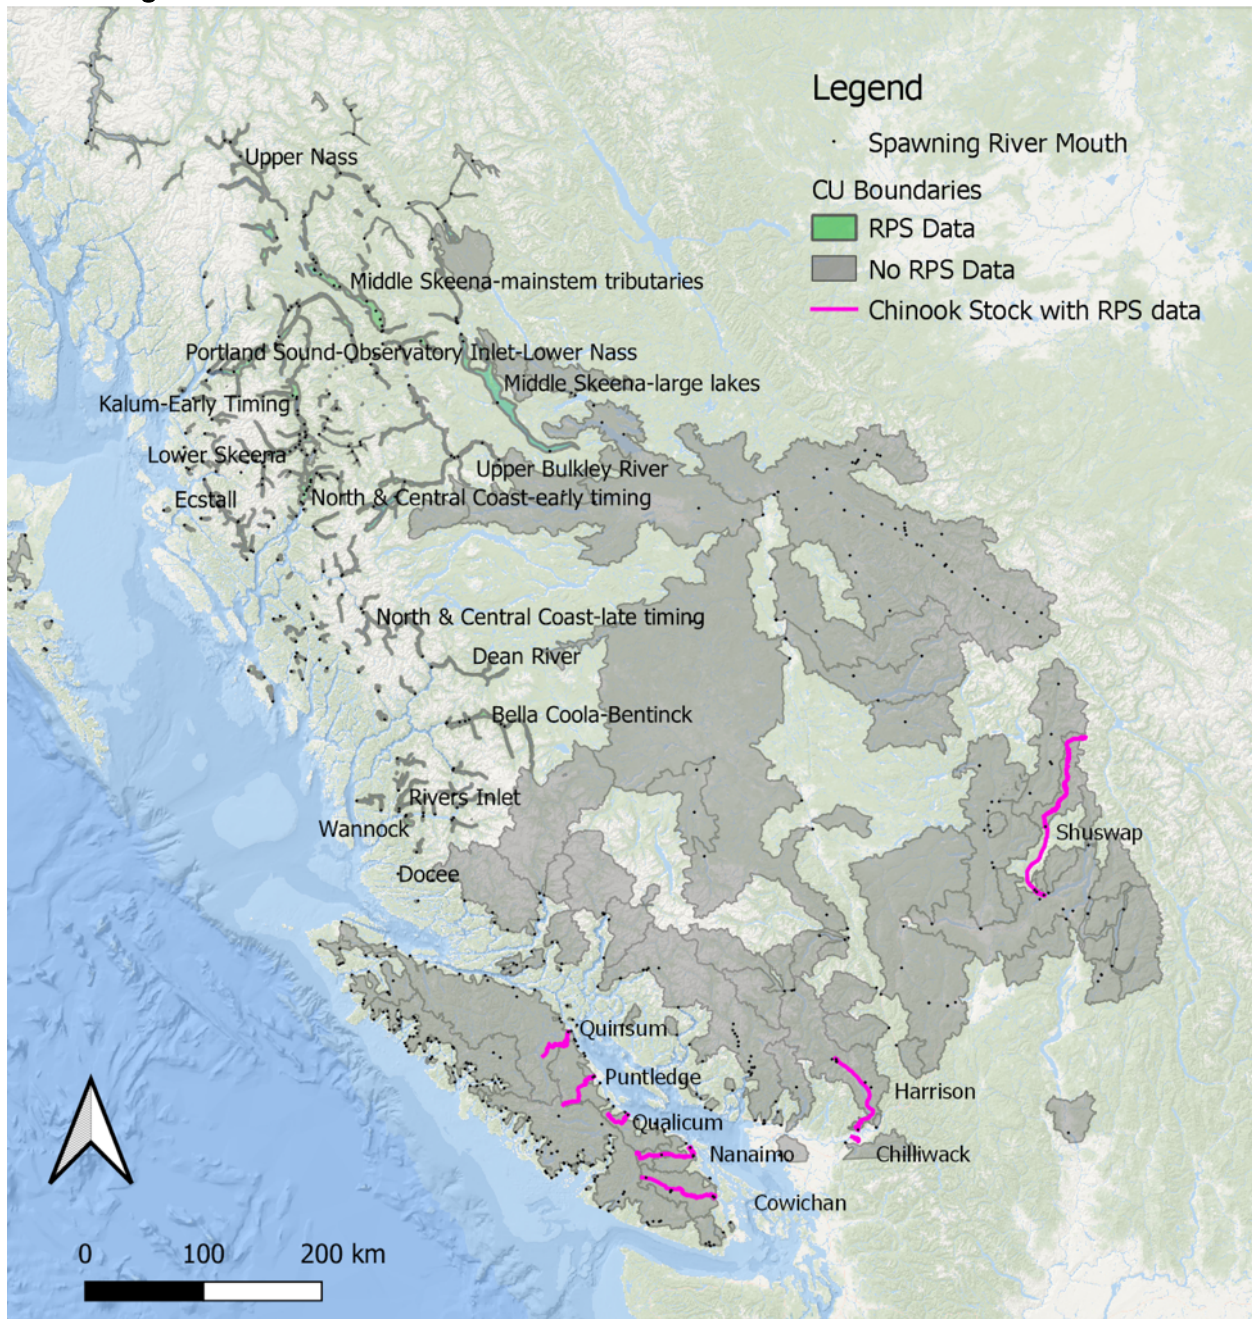 Legend
Spawning River Mouth
CU Boundaries
RPS Data
No RPS Data
Chinook Stock with RPS data
Upper Nass
Middle Skeena-mainstem tributaries
Portland Sound-Observatory Inlet-Lower Nass
Middle Skeena-large lakes
Kalum-Early Timing
Lower Skeena
Upper Bulkley River
Ecstall
North & Central Coast-early timing
North & Central Coast-late timing
Dean River
Bella Coola-Bentinck
Rivers Inlet
Wannock
Shuswap
Docee
Quinsum
Puntledge
Harrison
Qualicum
Nanaimo
Chilliwack
Cowichan
0 100 200 km